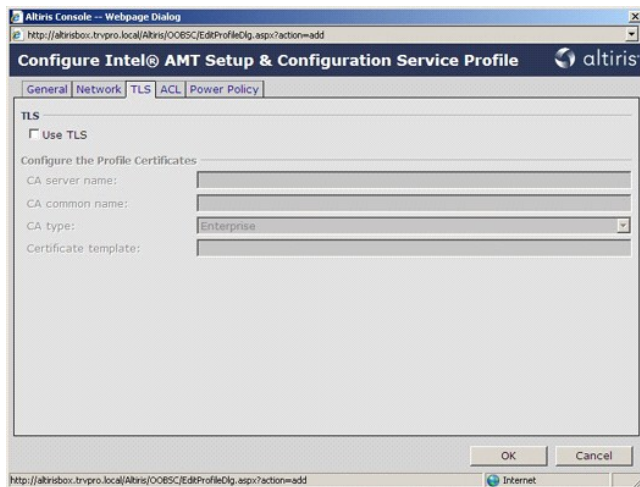 Altiris Console -- Webpage Dialog
http://altirisbox.trvpro.local/Altiris/OOBSC/EditProfileDlg.aspx?action=add
Configure Intel® AMT Setup & Configuration Service Profile altiris
General Network TLS ACL Power Policy
TLS
Use TLS
Configure the Profile Certificates
CA server name:
CA common name:
CA type: Enterprise
Certificate template:
OK Cancel
http://altirisbox.trvpro.local/Altiris/OOBSC/EditProfileDlg.aspx?action=add Internet